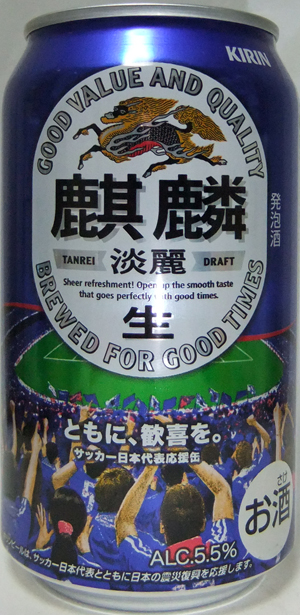 GOOD VALUE AND QUALITY
KIRIN
麒麟
発泡酒
TANREI 淡麗 DRAFT
Sheer refreshment! Open up the smooth taste
that goes perfectly with good times.
生
BREWED FOR GOOD TIMES
ともに、歓喜を。
サッカー日本代表応援缶
さけ
お酒
ALC.5.5%
ビールは、サッカー日本代表とともに日本の震災復興を応援します。